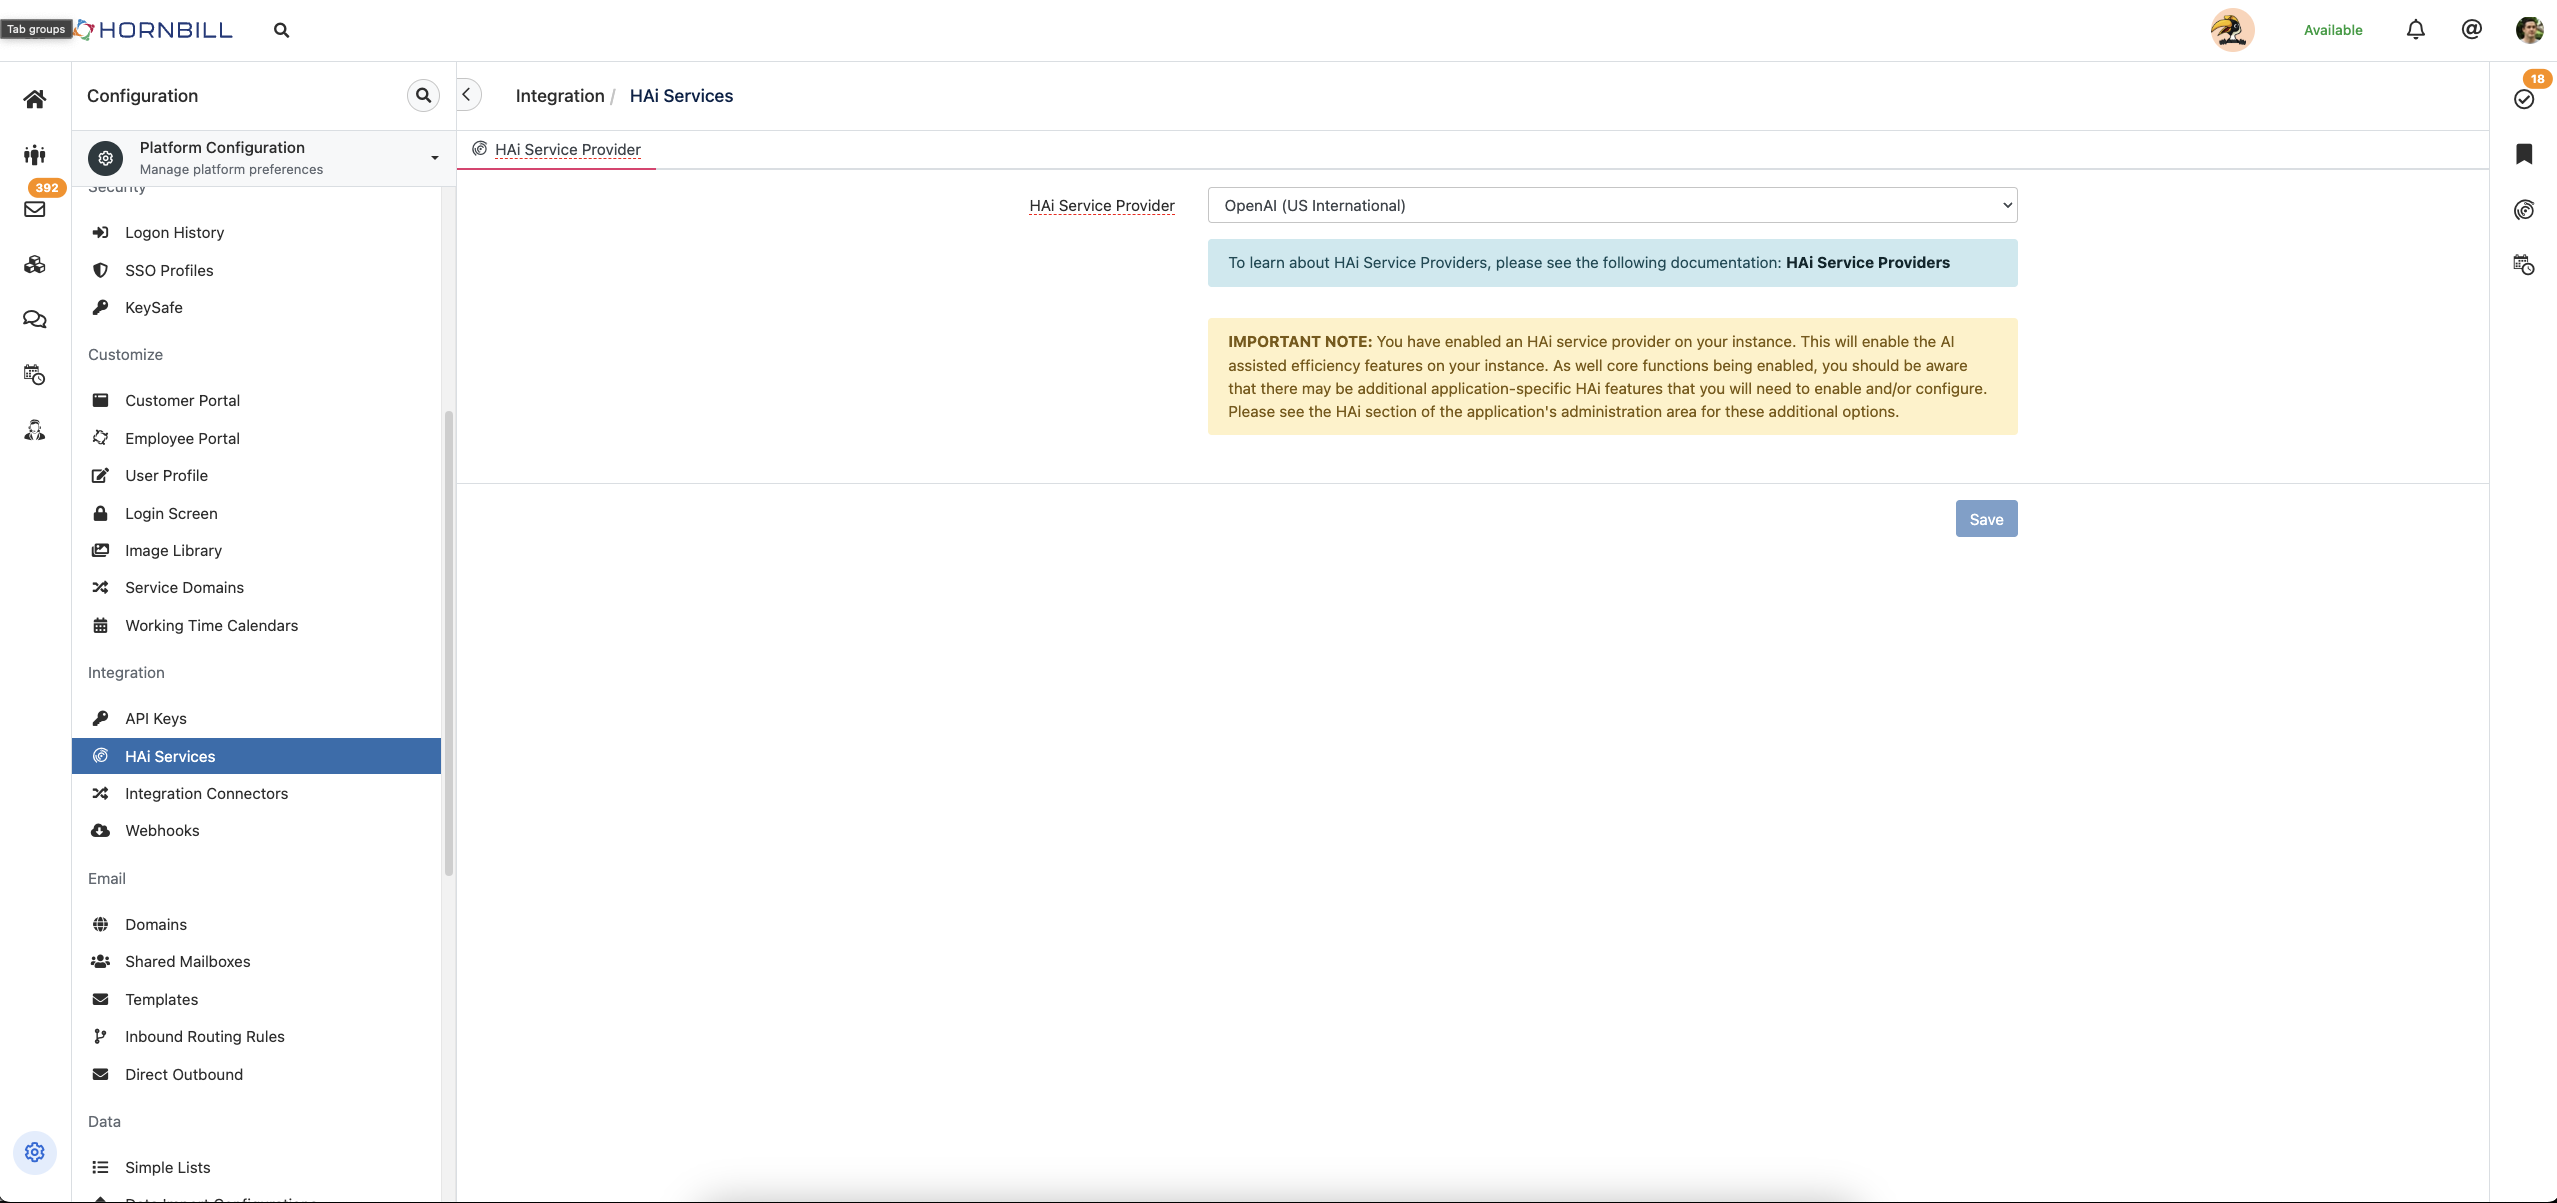 Tab groups
HORNBILL
Available
18
392
Configuration
Platform Configuration
Manage platform preferences
Security
Logon History
SSO Profiles
KeySafe
Customize
Customer Portal
Employee Portal
User Profile
Login Screen
Image Library
Service Domains
Working Time Calendars
Integration
API Keys
HAi Services
Integration Connectors
Webhooks
Email
Domains
Shared Mailboxes
Templates
Inbound Routing Rules
Direct Outbound
Data
Simple Lists
Integration / HAi Services
HAi Service Provider
HAi Service Provider
OpenAI (US International)
To learn about HAi Service Providers, please see the following documentation: HAi Service Providers
IMPORTANT NOTE: You have enabled an HAi service provider on your instance. This will enable the AI
assisted efficiency features on your instance. As well core functions being enabled, you should be aware
that there may be additional application-specific HAi features that you will need to enable and/or configure.
Please see the HAi section of the application's administration area for these additional options.
Save